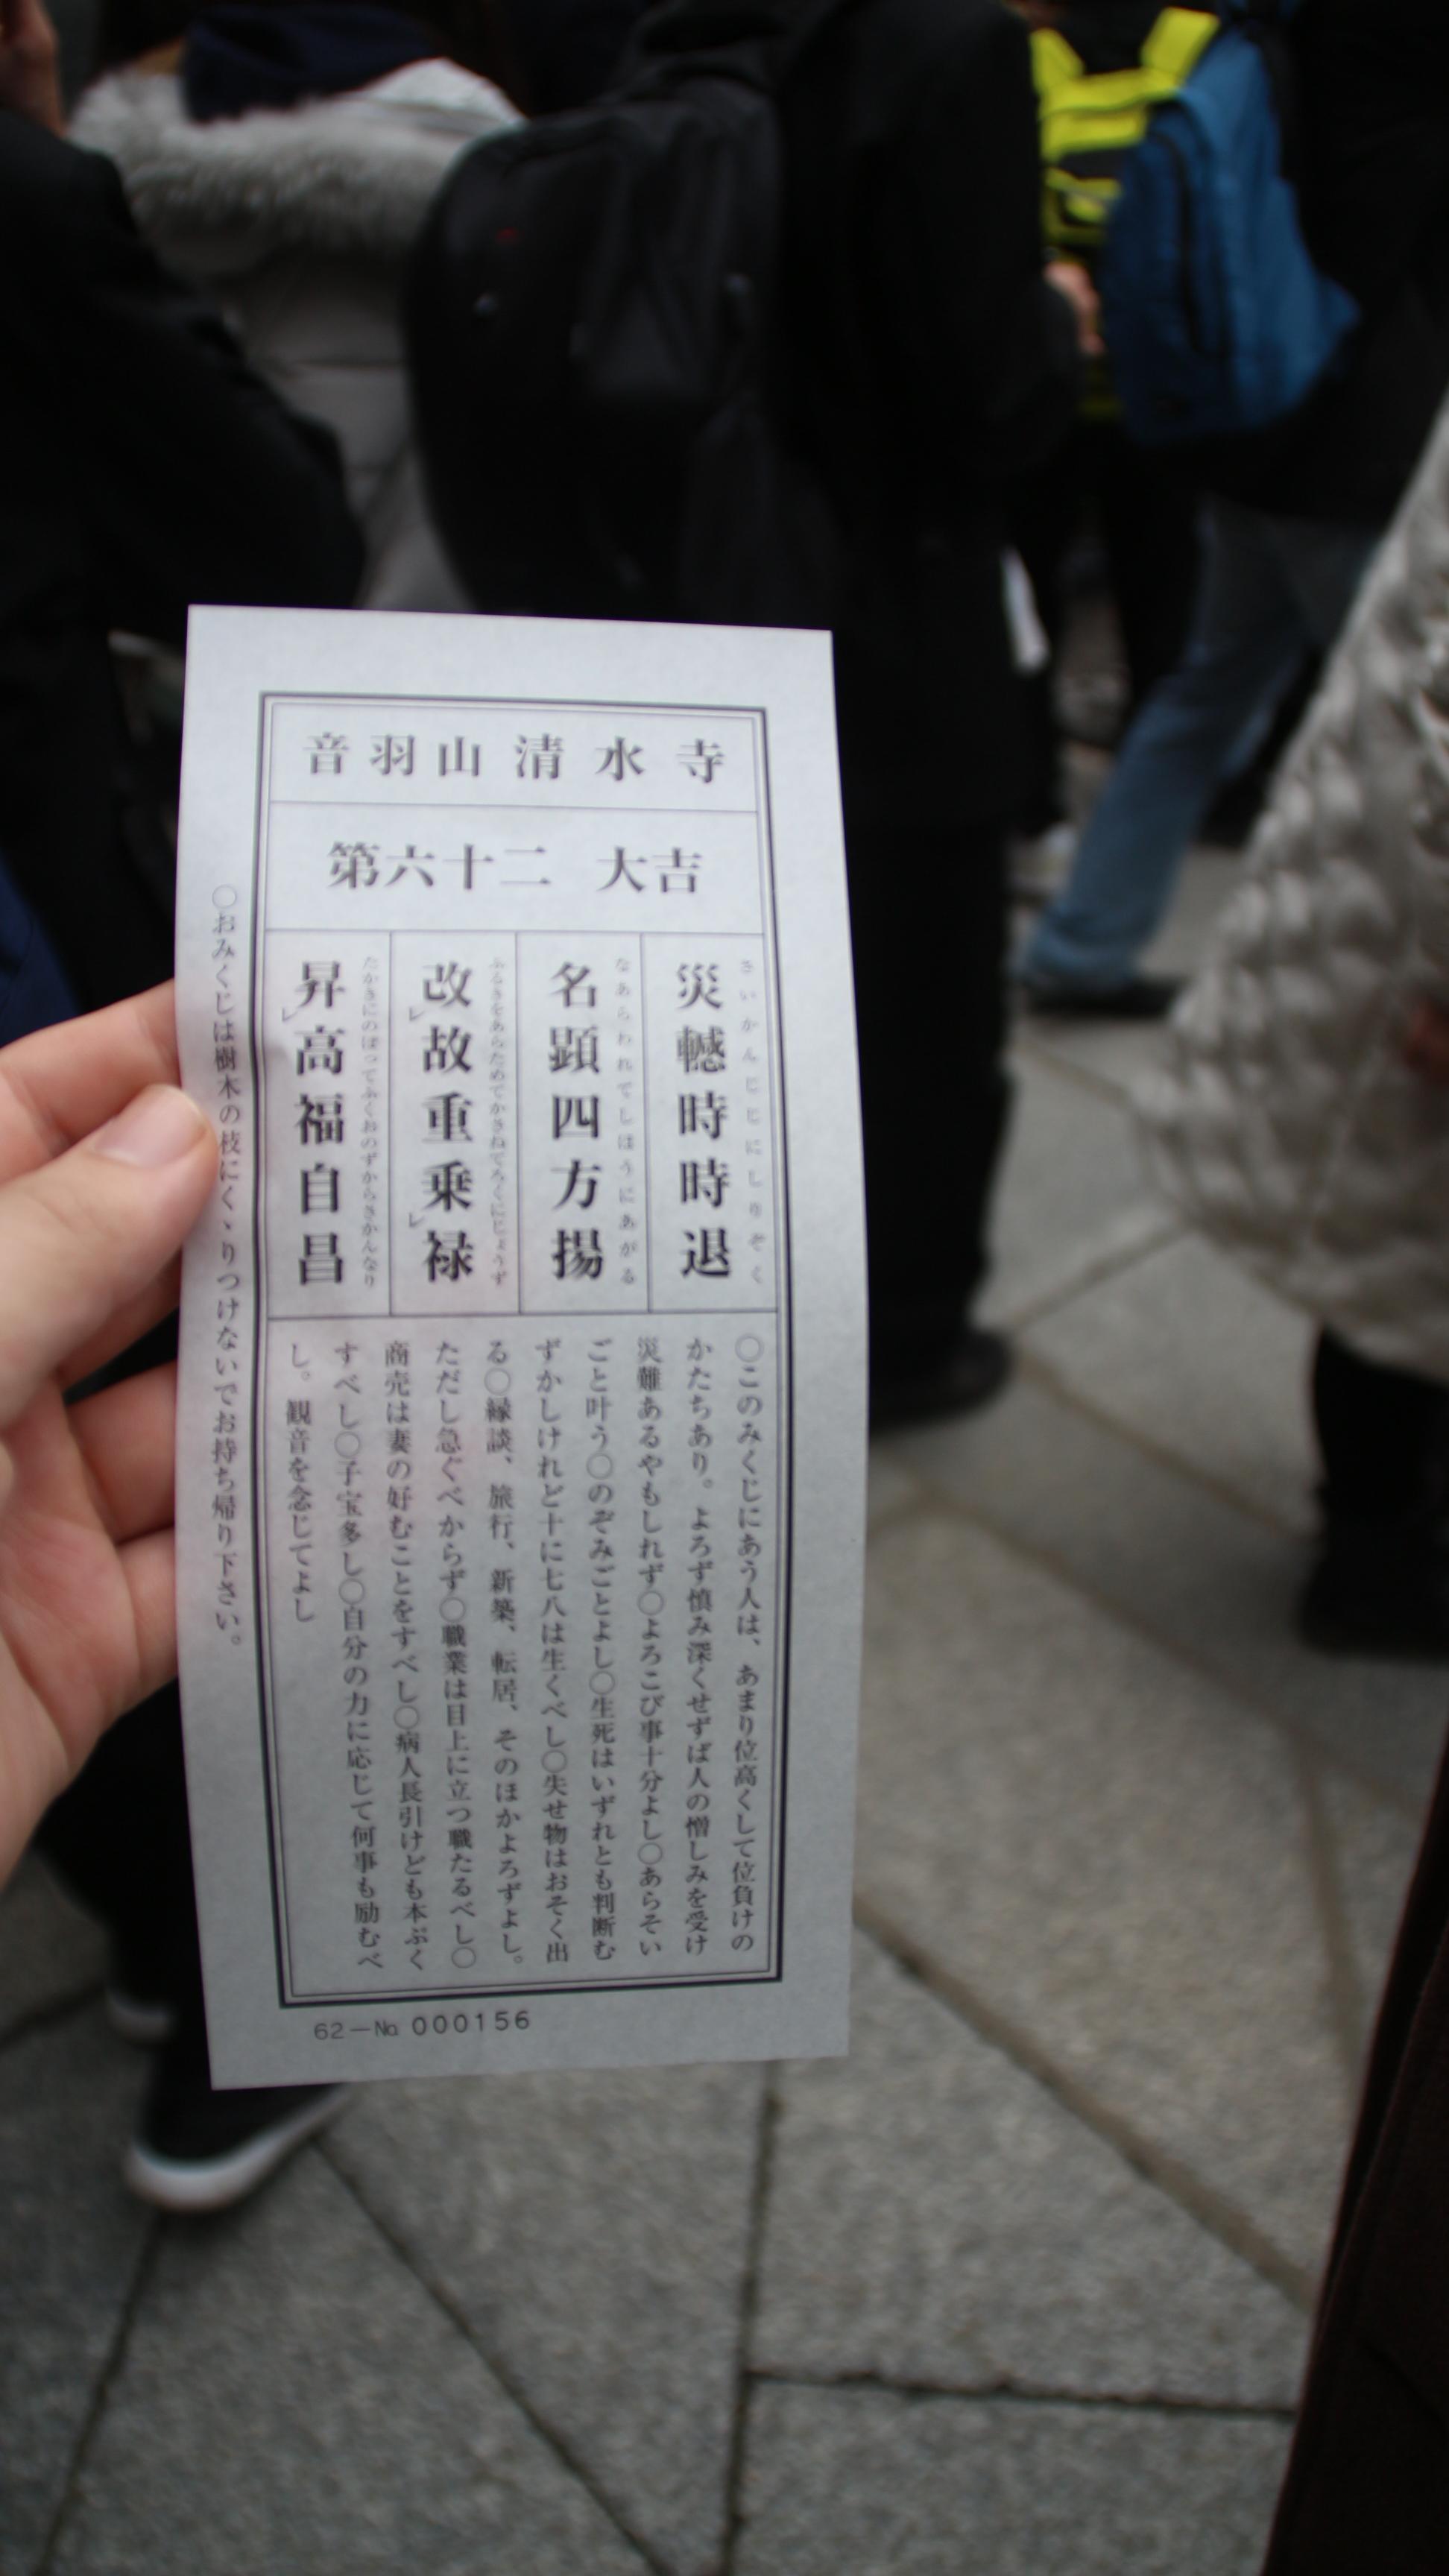 音羽山清水寺
第六十二 大吉
災轗時時退
さいかんじじにしりぞく
名顕四方揚
なあらわれてしほうにあがる
改故重乗禄
ふるきをあらためてかさねてろくにじょうず
昇高福自昌
たかきにのぼってふくおのずからさかんなり
○このみくじにあう人は、あまり位高くして位負けの
かたちあり。よろず慎み深くせずば人の憎しみを受け
災難あるやもしれず○よろこび事十分よし○あらそい
ごと叶う○のぞみごとよし○生死はいずれとも判断む
ずかしけれど十に七八は生くべし○失せ物はおそく出
る○縁談、旅行、新築、転居、そのほかよろずよし。
ただし急ぐべからず○職業は目上に立つ職たるべし○
商売は妻の好むことをすべし○病人長引けども本ぷく
すべし○子宝多し○自分の力に応じて何事も励むべ
し。観音を念じてよし
○おみくじは樹木の枝にくゝりつけないでお持ち帰り下さい。
62－№ 000156